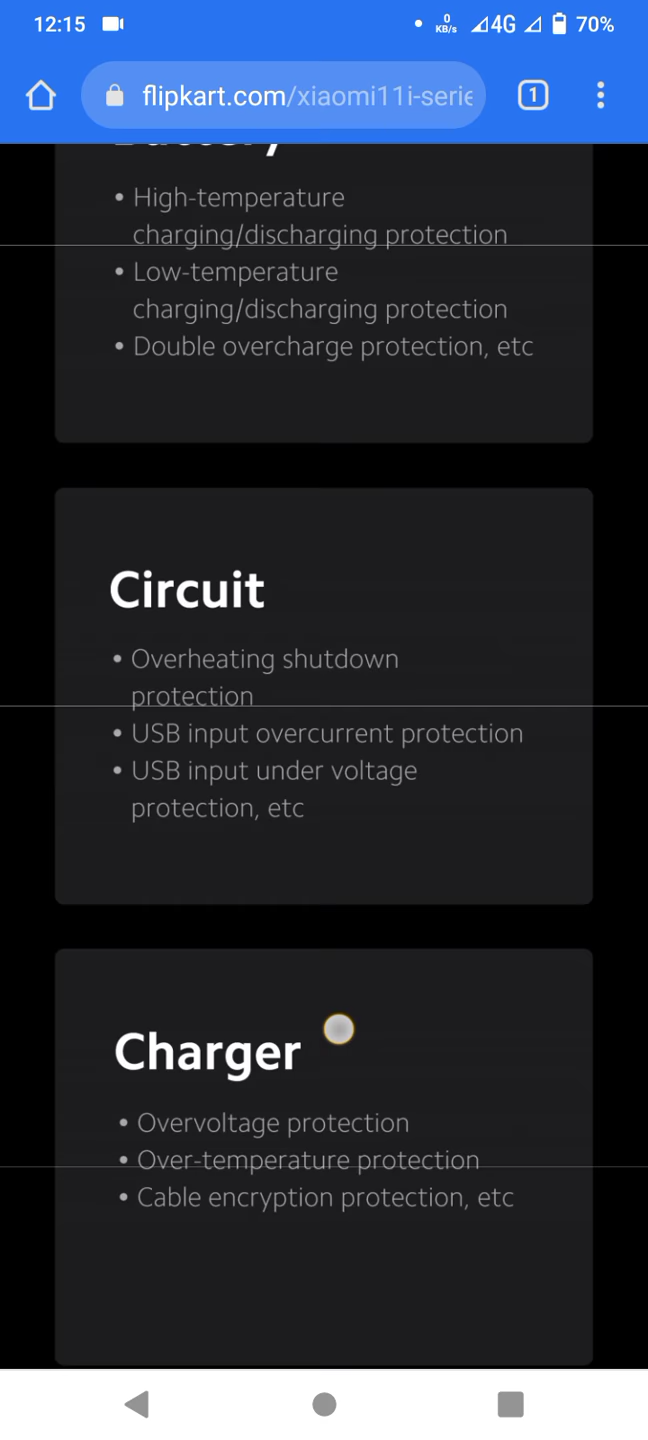 12:15
0
KB/s
4G
70%
flipkart.com/xiaomi11i-serie
1
Battery
• High-temperature
charging/discharging protection
• Low-temperature
charging/discharging protection
• Double overcharge protection, etc
Circuit
• Overheating shutdown
protection
• USB input overcurrent protection
• USB input under voltage
protection, etc
Charger
• Overvoltage protection
• Over-temperature protection
• Cable encryption protection, etc